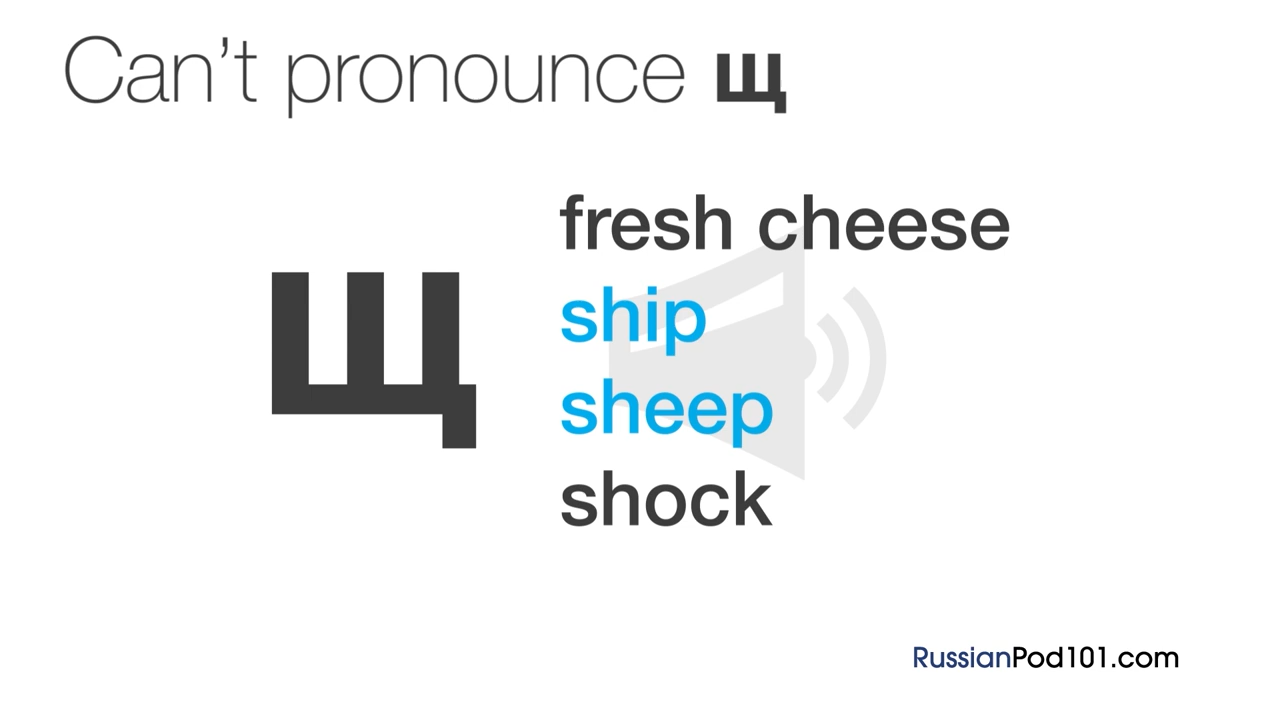 Can't pronounce щ
щ
fresh cheese
ship
sheep
shock
RussianPod101.com